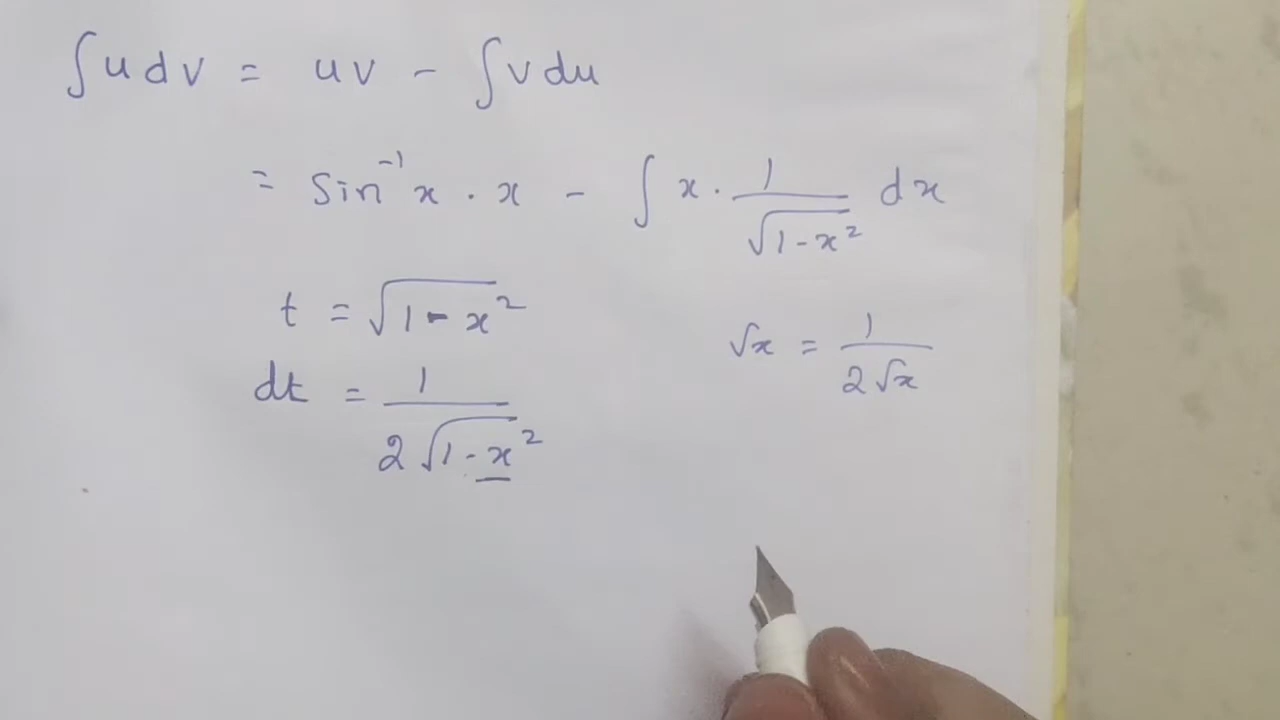 ∫u dv = uv - ∫v du
= sin⁻¹x . x - ∫ x . 1/√(1-x²) dx
t = √(1-x²)
√x = 1/(2√x)
dt = 1/(2√(1-x²))